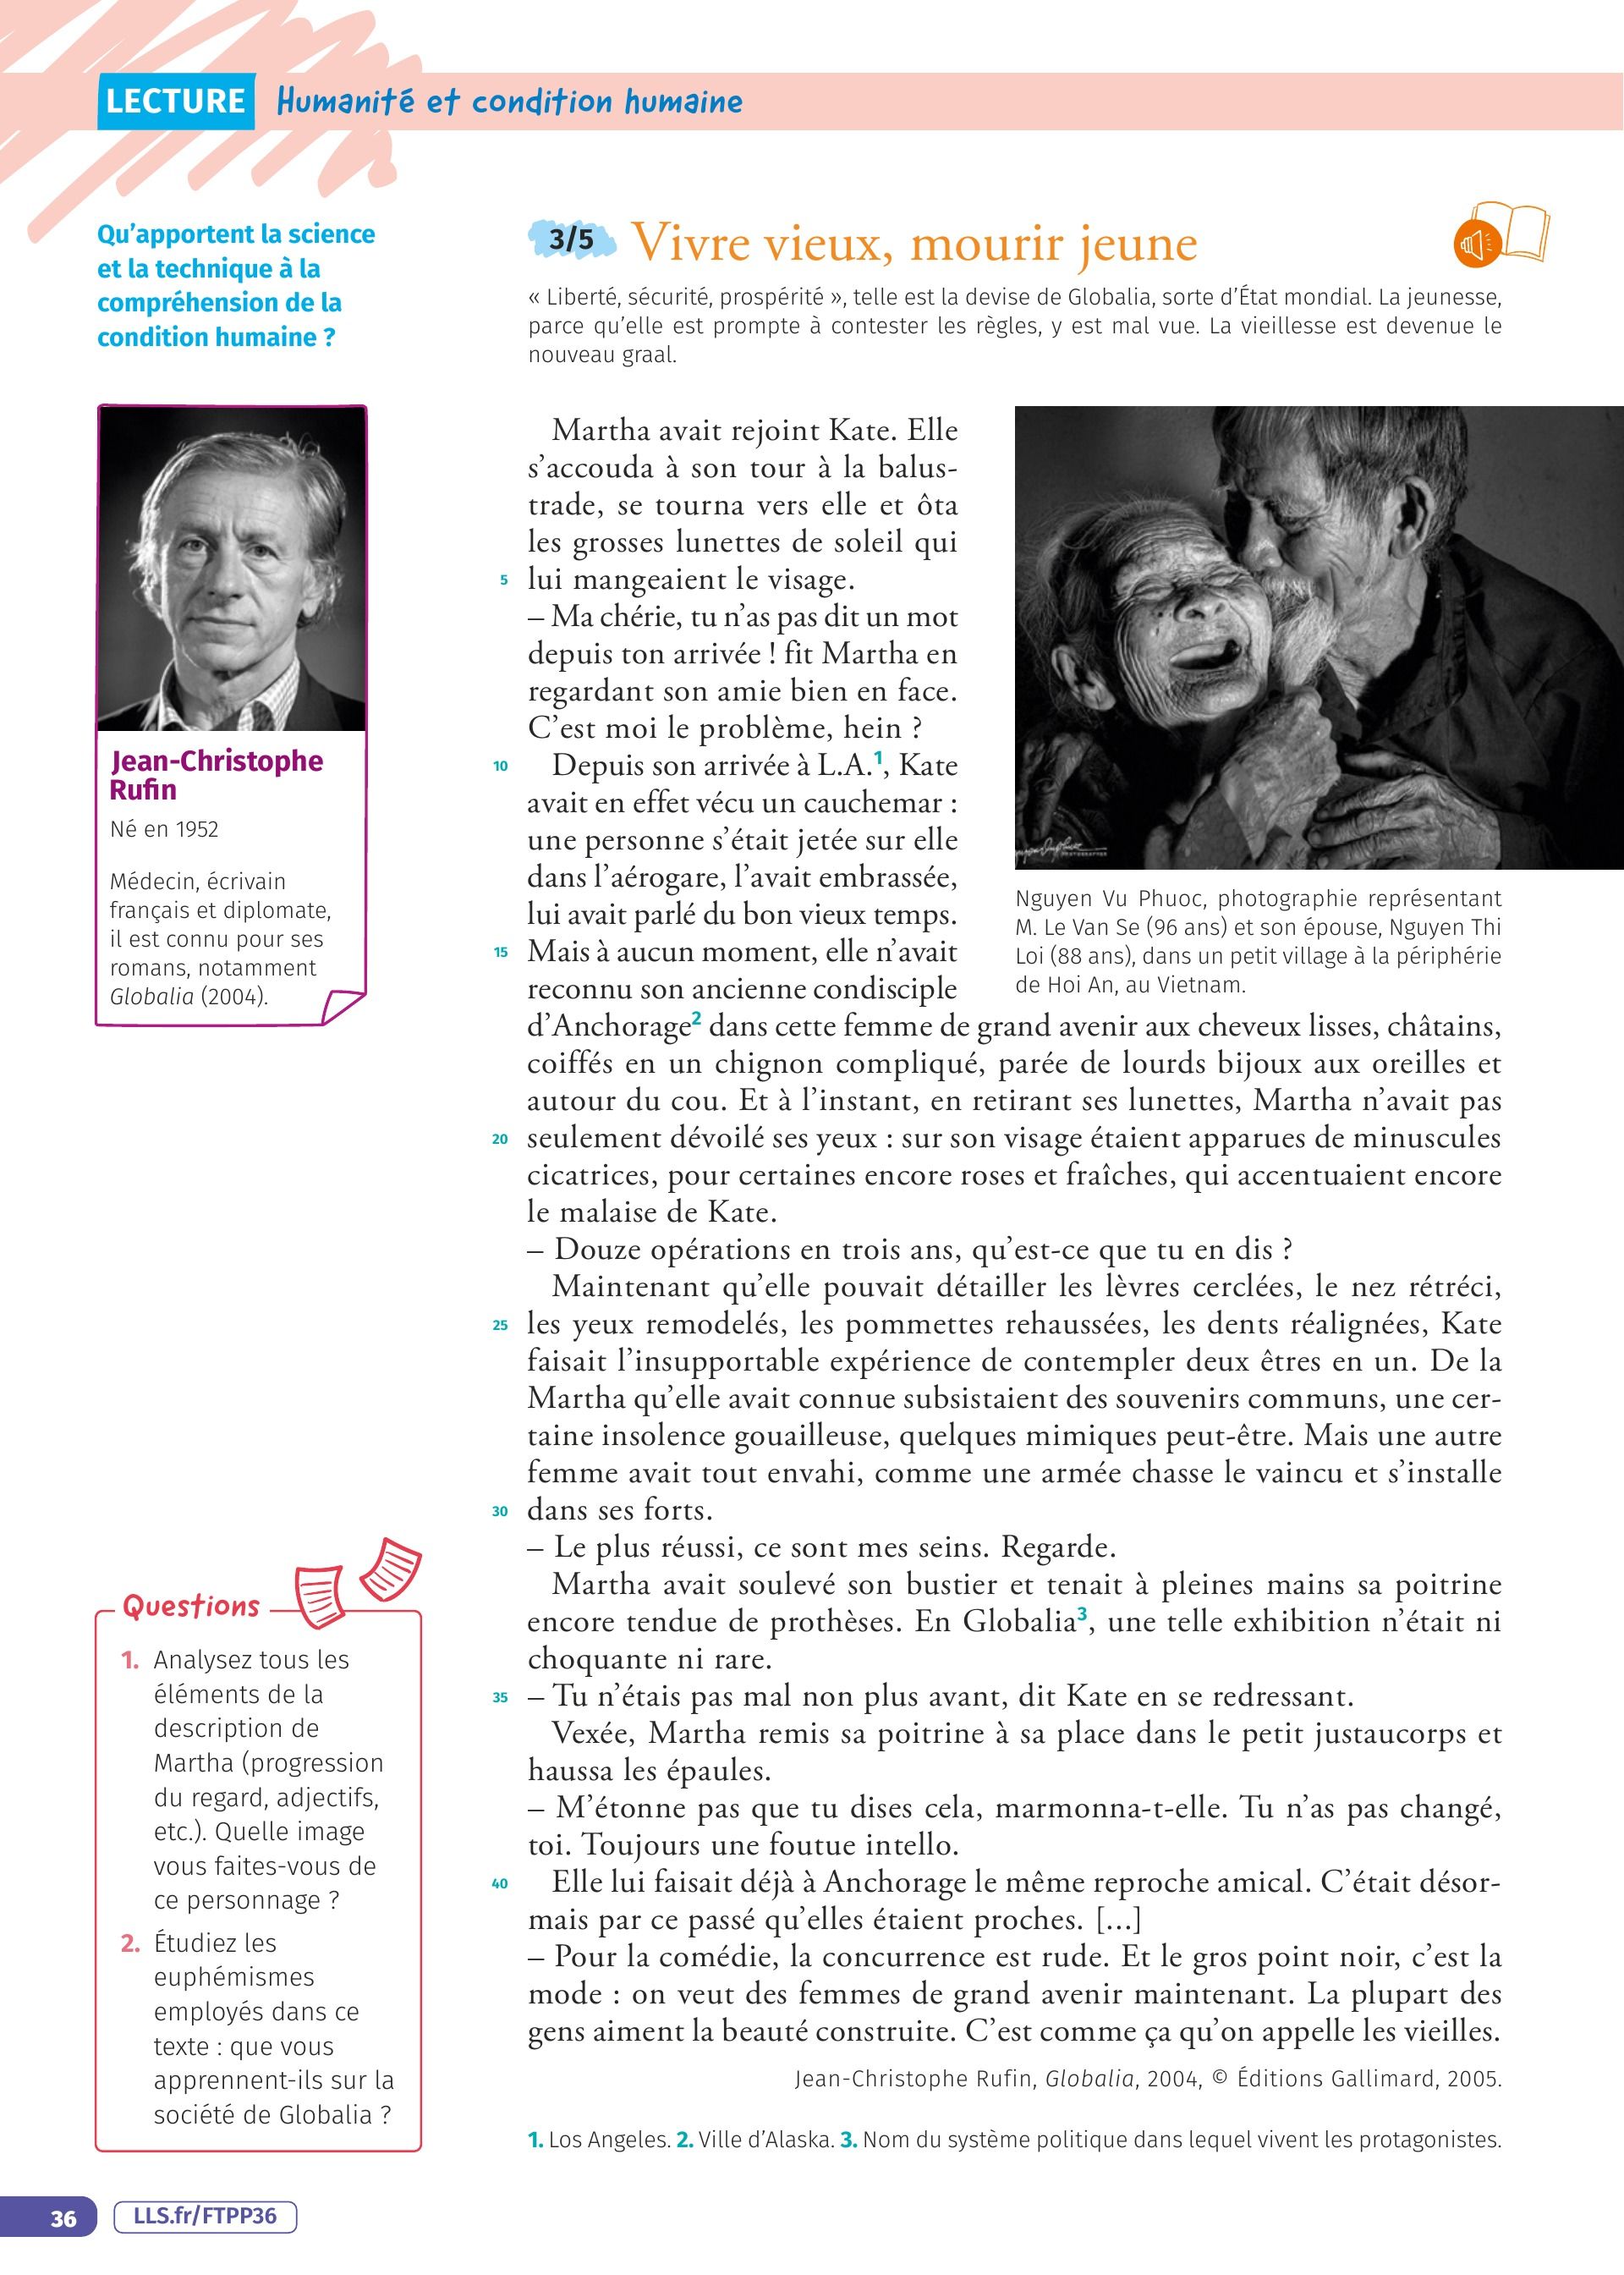 LECTURE Humanité et condition humaine
Qu'apportent la science
et la technique à la
compréhension de la
condition humaine ?
Jean-Christophe
Rufin
Né en 1952
Médecin, écrivain
français et diplomate,
il est connu pour ses
romans, notamment
Globalia (2004).
3/5 Vivre vieux, mourir jeune
« Liberté, sécurité, prospérité », telle est la devise de Globalia, sorte d'État mondial. La jeunesse,
parce qu'elle est prompte à contester les règles, y est mal vue. La vieillesse est devenue le
nouveau graal.
Martha avait rejoint Kate. Elle
s'accouda à son tour à la balus-
trade, se tourna vers elle et ôta
les grosses lunettes de soleil qui
5 lui mangeaient le visage.
– Ma chérie, tu n'as pas dit un mot
depuis ton arrivée ! fit Martha en
regardant son amie bien en face.
C'est moi le problème, hein ?
10 Depuis son arrivée à L.A.1, Kate
avait en effet vécu un cauchemar :
une personne s'était jetée sur elle
dans l'aérogare, l'avait embrassée,
lui avait parlé du bon vieux temps.
15 Mais à aucun moment, elle n'avait
reconnu son ancienne condisciple
d'Anchorage2 dans cette femme de grand avenir aux cheveux lisses, châtains,
coiffés en un chignon compliqué, parée de lourds bijoux aux oreilles et
autour du cou. Et à l'instant, en retirant ses lunettes, Martha n'avait pas
20 seulement dévoilé ses yeux : sur son visage étaient apparues de minuscules
cicatrices, pour certaines encore roses et fraîches, qui accentuaient encore
le malaise de Kate.
– Douze opérations en trois ans, qu'est-ce que tu en dis ?
Maintenant qu'elle pouvait détailler les lèvres cerclées, le nez rétréci,
25 les yeux remodelés, les pommettes rehaussées, les dents réalignées, Kate
faisait l'insupportable expérience de contempler deux êtres en un. De la
Martha qu'elle avait connue subsistaient des souvenirs communs, une cer-
taine insolence gouailleuse, quelques mimiques peut-être. Mais une autre
femme avait tout envahi, comme une armée chasse le vaincu et s'installe
30 dans ses forts.
– Le plus réussi, ce sont mes seins. Regarde.
Martha avait soulevé son bustier et tenait à pleines mains sa poitrine
encore tendue de prothèses. En Globalia3, une telle exhibition n'était ni
choquante ni rare.
35 – Tu n'étais pas mal non plus avant, dit Kate en se redressant.
Vexée, Martha remis sa poitrine à sa place dans le petit justaucorps et
haussa les épaules.
– M'étonne pas que tu dises cela, marmonna-t-elle. Tu n'as pas changé,
toi. Toujours une foutue intello.
40 Elle lui faisait déjà à Anchorage le même reproche amical. C'était désor-
mais par ce passé qu'elles étaient proches. [...]
– Pour la comédie, la concurrence est rude. Et le gros point noir, c'est la
mode : on veut des femmes de grand avenir maintenant. La plupart des
gens aiment la beauté construite. C'est comme ça qu'on appelle les vieilles.
Jean-Christophe Rufin, Globalia, 2004, © Éditions Gallimard, 2005.
1. Los Angeles. 2. Ville d'Alaska. 3. Nom du système politique dans lequel vivent les protagonistes.
Nguyen Vu Phuoc, photographie représentant
M. Le Van Se (96 ans) et son épouse, Nguyen Thi
Loi (88 ans), dans un petit village à la périphérie
de Hoi An, au Vietnam.
Questions
1. Analysez tous les
éléments de la
description de
Martha (progression
du regard, adjectifs,
etc.). Quelle image
vous faites-vous de
ce personnage ?
2. Étudiez les
euphémismes
employés dans ce
texte : que vous
apprennent-ils sur la
société de Globalia ?
36 LLS.fr/FTPP36